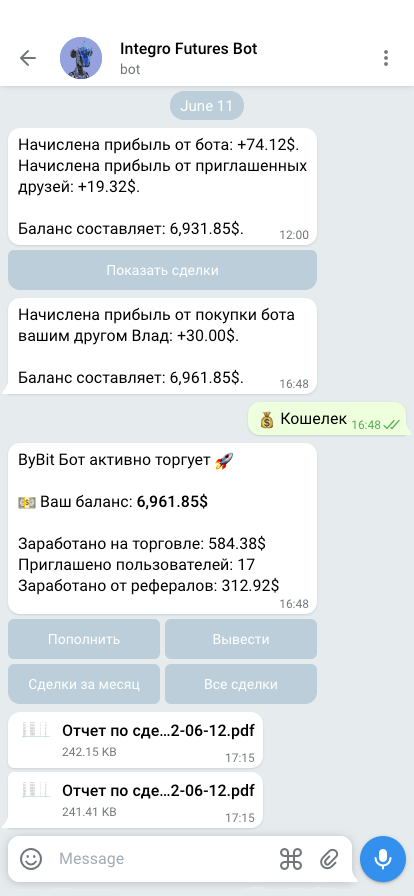 Integro Futures Bot
bot
June 11
Начислена прибыль от бота: +74.12$.
Начислена прибыль от приглашенных
друзей: +19.32$.
Баланс составляет: 6,931.85$.
12:00
Показать сделки
Начислена прибыль от покупки бота
вашим другом Влад: +30.00$.
Баланс составляет: 6,961.85$.
16:48
💰 Кошелек 16:48
ByBit Бот активно торгует 🚀
💵 Ваш баланс: 6,961.85$
Заработано на торговле: 584.38$
Приглашено пользователей: 17
Заработано от рефералов: 312.92$
16:48
Пополнить
Вывести
Сделки за месяц
Все сделки
Отчет по сде...2-06-12.pdf
242.15 KB
17:15
Отчет по сде...2-06-12.pdf
241.41 KB
17:15
Message